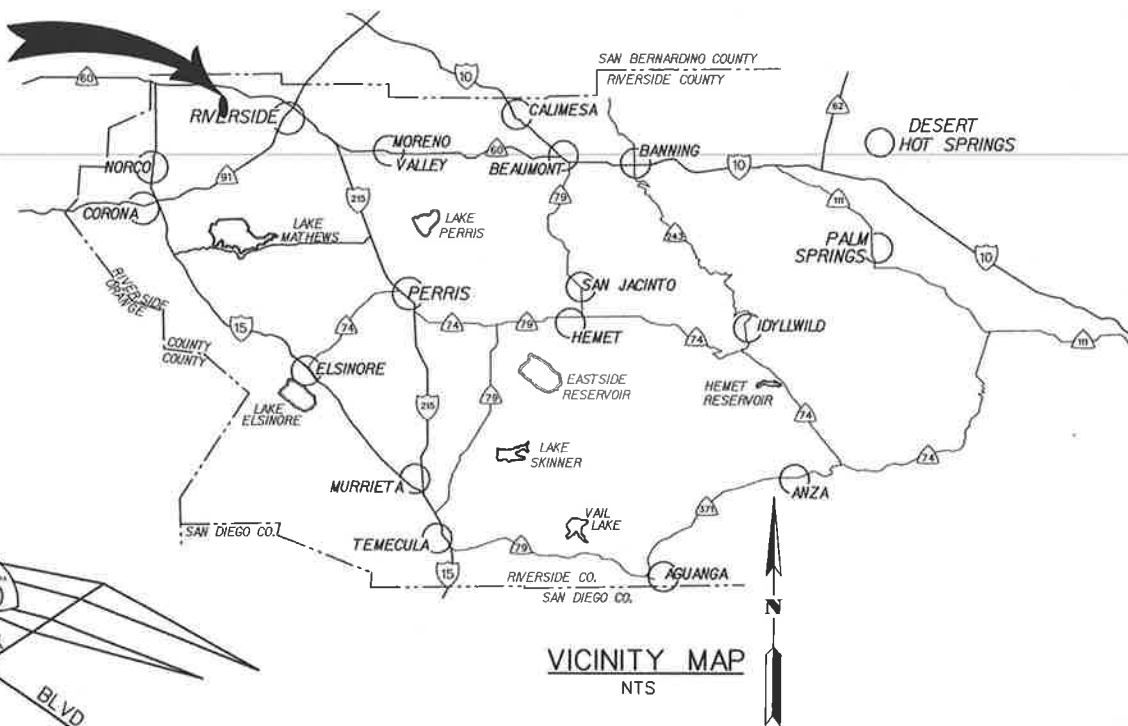 SAN BERNARDINO COUNTY
RIVERSIDE COUNTY
60
10
62
RIVERSIDE
CALIMESA
DESERT
HOT SPRINGS
MORENO
VALLEY
60
BEAUMONT
BANNING
10
NORCO
91
215
79
111
CORONA
LAKE
MATHEWS
LAKE
PERRIS
243
PALM
SPRINGS
10
RIVERSIDE
ORANGE
PERRIS
SAN JACINTO
15
74
74
79
HEMET
74
IDYLLWILD
111
COUNTY
COUNTY
ELSINORE
LAKE
ELSINORE
215
79
EASTSIDE
RESERVOIR
HEMET
RESERVOIR
74
LAKE
SKINNER
74
MURRIETA
ANZA
371
SAN DIEGO CO.
VAIL
LAKE
TEMECULA
79
15
RIVERSIDE CO.
SAN DIEGO CO.
AGUANGA
N
VICINITY MAP
NTS
BLVD